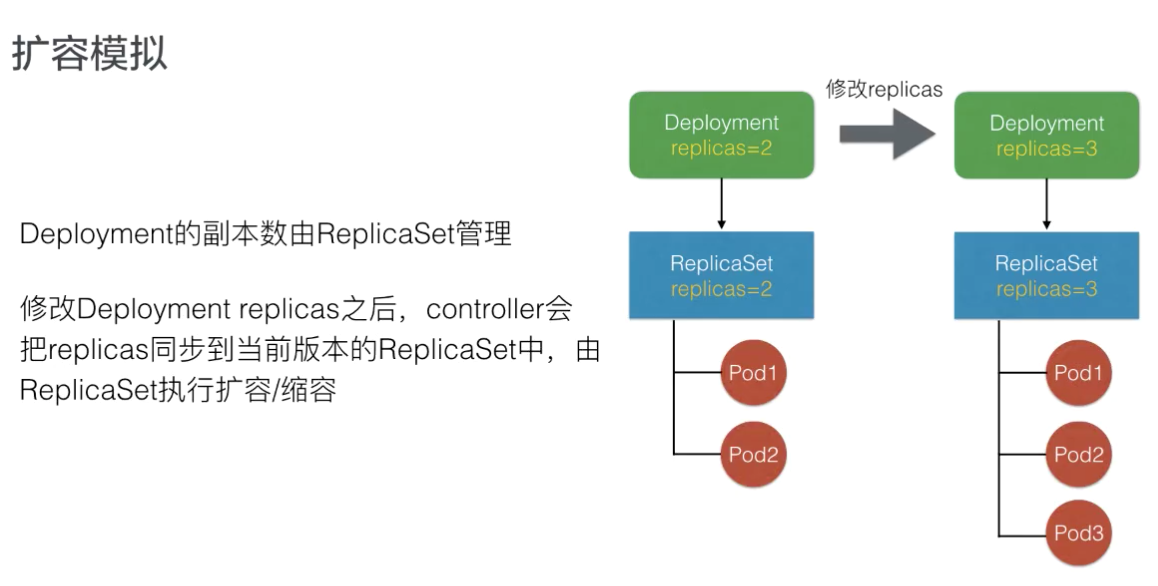 扩容模拟
Deployment的副本数由ReplicaSet管理
修改Deployment replicas之后，controller会
把replicas同步到当前版本的ReplicaSet中，由
ReplicaSet执行扩容/缩容
修改replicas
Deployment
replicas=2
ReplicaSet
replicas=2
Pod1
Pod2
Deployment
replicas=3
ReplicaSet
replicas=3
Pod1
Pod2
Pod3